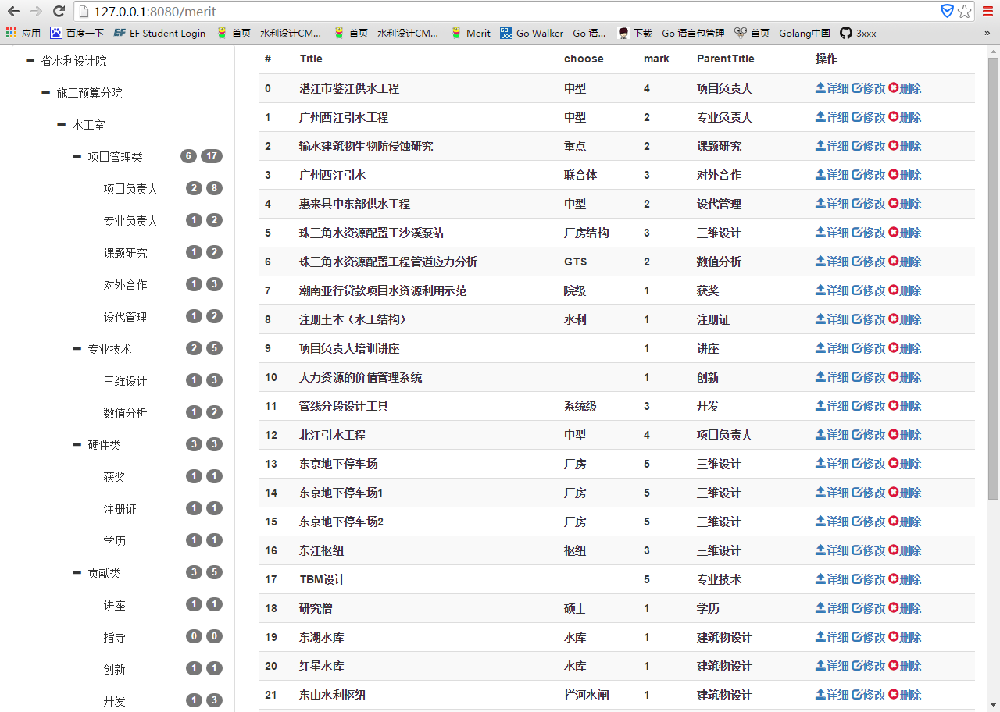 127.0.0.1:8080/merit
应用 百度一下 EF EF Student Login 首页 - 水利设计CM... 首页 - 水利设计CM... Merit GO DOC Go Walker - Go 语... 下载 - Go 语言包管理 首页 - Golang中国 3xxx »
省水利设计院
施工预算分院
水工室
项目管理类 6 17
项目负责人 2 8
专业负责人 1 2
课题研究 1 2
对外合作 1 3
设代管理 1 2
专业技术 2 5
三维设计 1 3
数值分析 1 2
硬件类 3 3
获奖 1 1
注册证 1 1
学历 1 1
贡献类 3 5
讲座 1 1
指导 0 0
创新 1 1
开发 1 3
# Title choose mark ParentTitle 操作
0 湛江市鉴江供水工程 中型 4 项目负责人 详细 修改 删除
1 广州西江引水工程 中型 2 专业负责人 详细 修改 删除
2 输水建筑物生物防侵蚀研究 重点 2 课题研究 详细 修改 删除
3 广州西江引水 联合体 3 对外合作 详细 修改 删除
4 惠来县中东部供水工程 中型 2 设代管理 详细 修改 删除
5 珠三角水资源配置工沙溪泵站 厂房结构 3 三维设计 详细 修改 删除
6 珠三角水资源配置工程管道应力分析 GTS 2 数值分析 详细 修改 删除
7 潮南亚行贷款项目水资源利用示范 院级 1 获奖 详细 修改 删除
8 注册土木（水工结构） 水利 1 注册证 详细 修改 删除
9 项目负责人培训讲座 1 讲座 详细 修改 删除
10 人力资源的价值管理系统 1 创新 详细 修改 删除
11 管线分段设计工具 系统级 3 开发 详细 修改 删除
12 北江引水工程 中型 4 项目负责人 详细 修改 删除
13 东京地下停车场 厂房 5 三维设计 详细 修改 删除
14 东京地下停车场1 厂房 5 三维设计 详细 修改 删除
15 东京地下停车场2 厂房 5 三维设计 详细 修改 删除
16 东江枢纽 枢纽 3 三维设计 详细 修改 删除
17 TBM设计 5 专业技术 详细 修改 删除
18 研究僧 硕士 1 学历 详细 修改 删除
19 东湖水库 水库 1 建筑物设计 详细 修改 删除
20 红星水库 水库 1 建筑物设计 详细 修改 删除
21 东山水利枢纽 拦河水闸 1 建筑物设计 详细 修改 删除